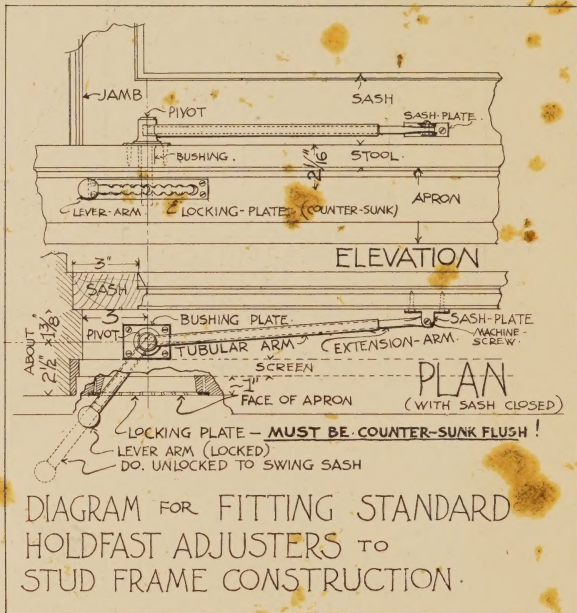 JAMB
PIVOT
SASH
SASH-PLATE
BUSHING.
STOOL.
2 1/16"
LEVER-ARM
LOCKING-PLATE (COUNTER-SUNK)
APRON
ELEVATION
3"
SASH
3
BUSHING PLATE.
PIVOT
SASH-PLATE
MACHINE-
SCREW.
TUBULAR ARM
EXTENSION-ARM.
ABOUT
2 1/2" x 1 3/8"
SCREEN
1"
FACE OF APRON
PLAN
(WITH SASH CLOSED)
LOCKING PLATE — MUST BE COUNTER-SUNK FLUSH!
LEVER ARM (LOCKED)
DO. UNLOCKED TO SWING SASH
DIAGRAM FOR FITTING STANDARD
HOLDFAST ADJUSTERS TO
STUD FRAME CONSTRUCTION.